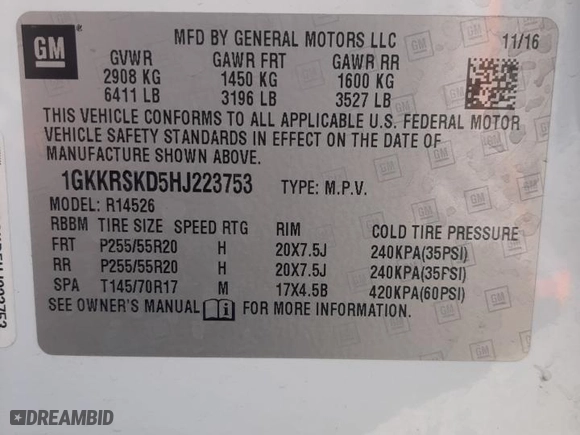 GM
MFD BY GENERAL MOTORS LLC 11/16
GVWR GAWR FRT GAWR RR
2908 KG 1450 KG 1600 KG
6411 LB 3196 LB 3527 LB
THIS VEHICLE CONFORMS TO ALL APPLICABLE U.S. FEDERAL MOTOR
VEHICLE SAFETY STANDARDS IN EFFECT ON THE DATE OF
MANUFACTURE SHOWN ABOVE.
1GKKRSKD5HJ223753 TYPE: M.P.V.
MODEL: R14526
RBBM TIRE SIZE SPEED RTG RIM COLD TIRE PRESSURE
FRT P255/55R20 H 20X7.5J 240KPA(35PSI)
RR P255/55R20 H 20X7.5J 240KPA(35PSI)
SPA T145/70R17 M 17X4.5B 420KPA(60PSI)
SEE OWNER'S MANUAL FOR MORE INFORMATION.
GM
DREAMBID